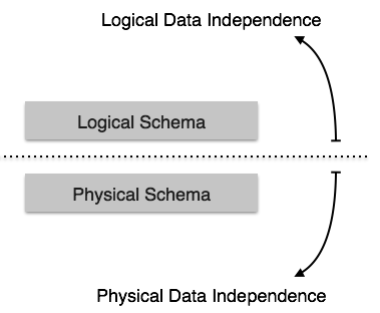 Logical Data Independence
Logical Schema
Physical Schema
Physical Data Independence